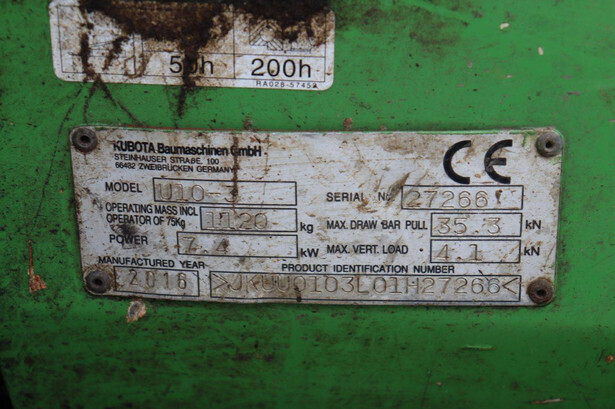 50h 200h
RA028-5745
KUBOTA Baumaschinen GmbH
STEINHAUSER STRAßE. 100
66482 ZWEIBRÜCKEN GERMANY
MODEL U10-3
SERIAL No 27266
OPERATING MASS INCL
OPERATOR OF 75Kg 1120 kg
MAX. DRAW BAR PULL 35.3 kN
POWER 7.4 kW
MAX. VERT. LOAD 4.1 kN
MANUFACTURED YEAR 2016
PRODUCT IDENTIFICATION NUMBER
>JKUU0103L01H27266<
CE